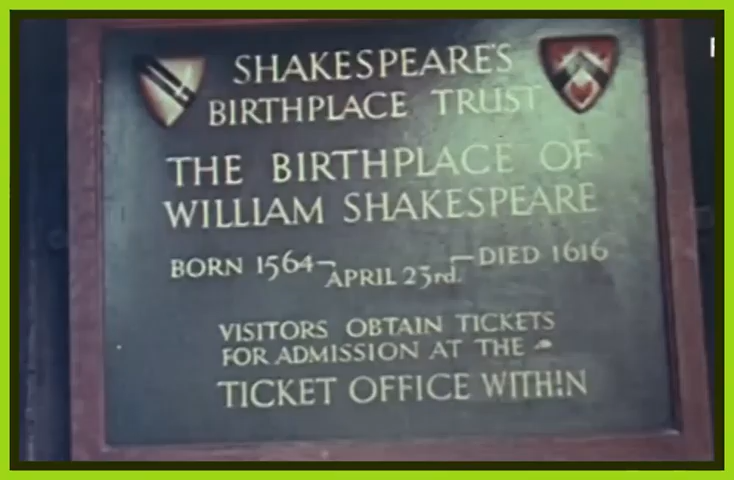 SHAKESPEARE'S
BIRTHPLACE TRUST
THE BIRTHPLACE OF
WILLIAM SHAKESPEARE
BORN 1564 APRIL 23rd. DIED 1616
VISITORS OBTAIN TICKETS
FOR ADMISSION AT THE
TICKET OFFICE WITHIN